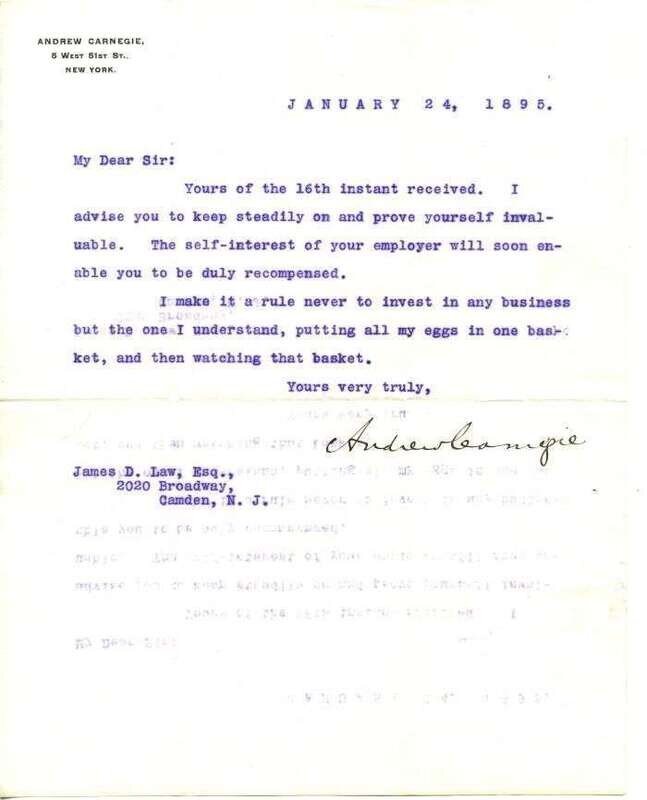 ANDREW CARNEGIE,
5 WEST 51ST ST.,
NEW YORK.
JANUARY 24, 1895.
My Dear Sir:
Yours of the 16th instant received. I
advise you to keep steadily on and prove yourself inval-
uable. The self-interest of your employer will soon en-
able you to be duly recompensed.
I make it a rule never to invest in any business
but the one I understand, putting all my eggs in one bas-
ket, and then watching that basket.
Yours very truly,
Andrew Carnegie
James D. Law, Esq.,
2020 Broadway,
Camden, N. J.